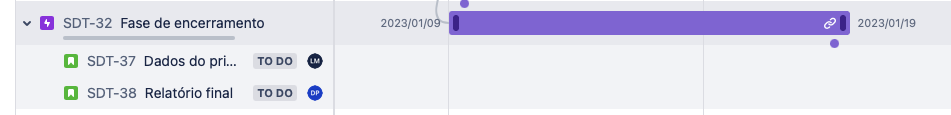 SDT-32 Fase de encerramento 2023/01/09 2023/01/19
SDT-37 Dados do pri... TO DO LM
SDT-38 Relatório final TO DO DP